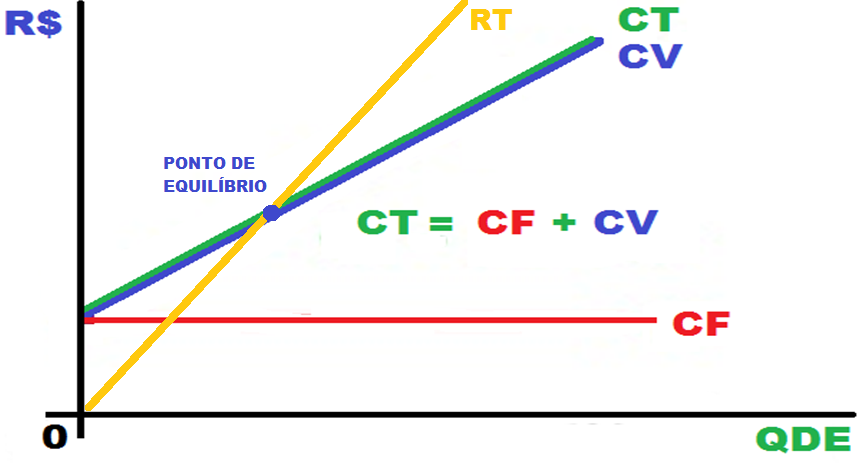 R$
RT
CT
CV
PONTO DE
EQUILÍBRIO
CT = CF + CV
CF
0
QDE